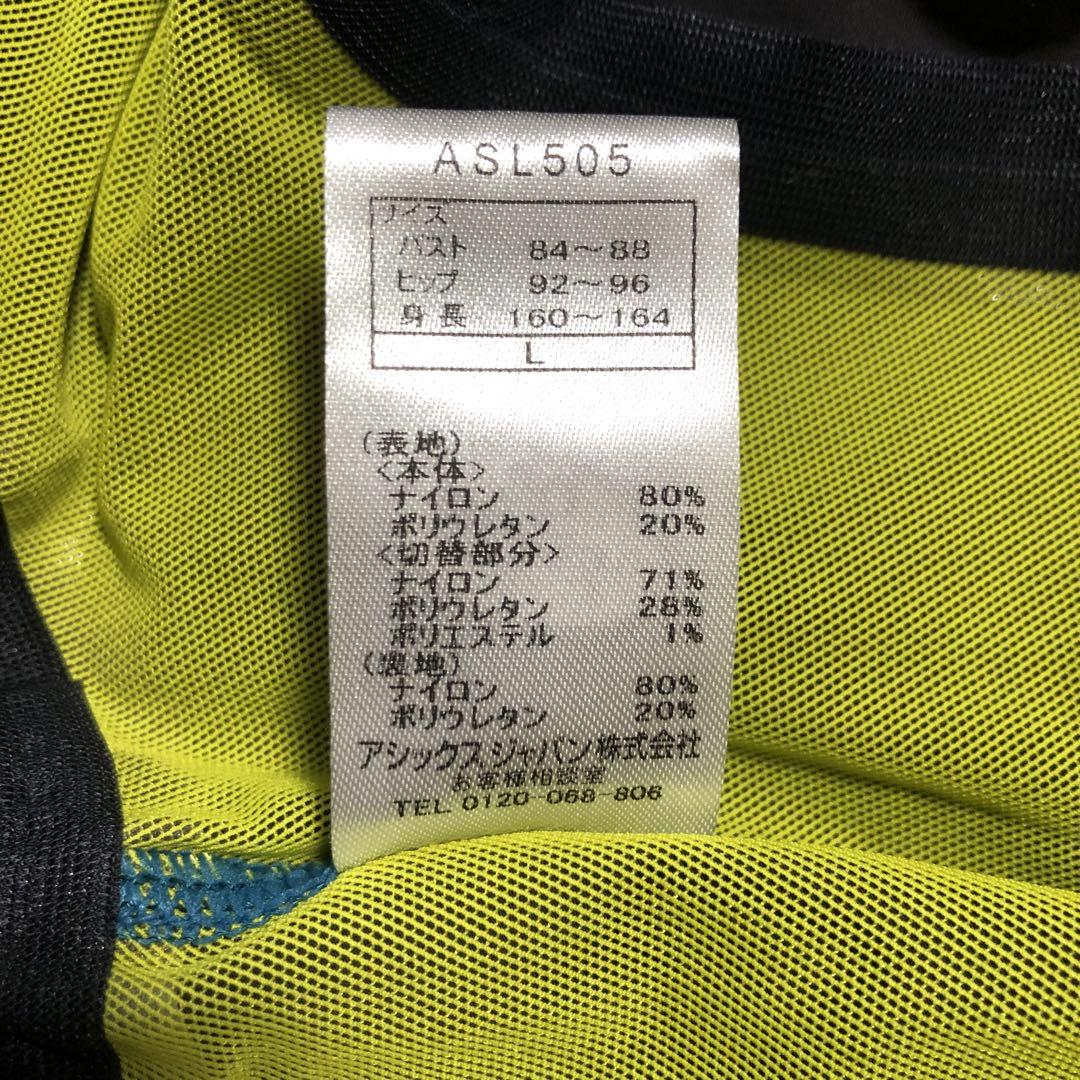 ASL505
サイズ
バスト 84～88
ヒップ 92～96
身長 160～164
L
(表地)
<本体>
ナイロン 80%
ポリウレタン 20%
<切替部分>
ナイロン 71%
ポリウレタン 28%
ポリエステル 1%
(裏地)
ナイロン 80%
ポリウレタン 20%
アシックスジャパン株式会社
お客様相談室
TEL 0120-068-806